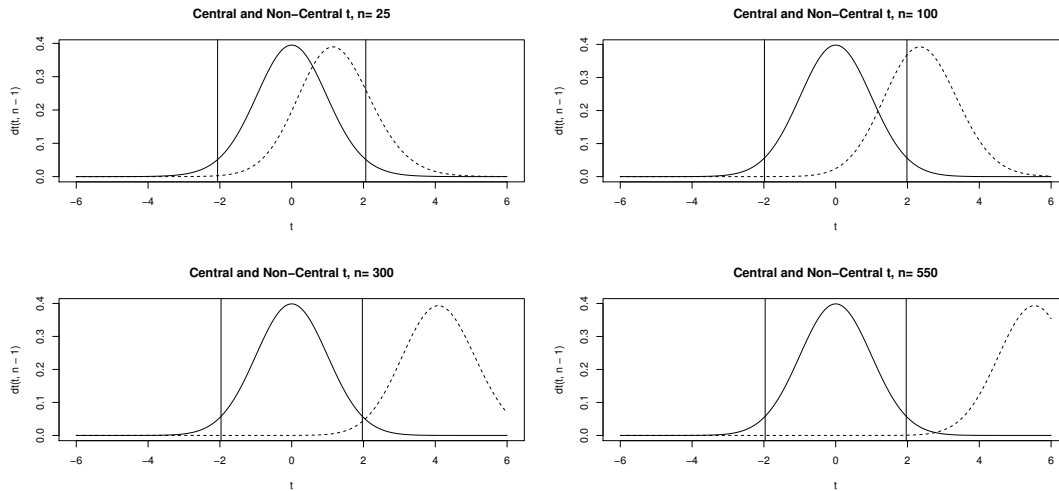 Central and Non−Central t, n= 25
dt(t, n − 1)
0.4
0.3
0.2
0.1
0.0
−6 −4 −2 0 2 4 6
t
Central and Non−Central t, n= 100
dt(t, n − 1)
0.4
0.3
0.2
0.1
0.0
−6 −4 −2 0 2 4 6
t
Central and Non−Central t, n= 300
dt(t, n − 1)
0.4
0.3
0.2
0.1
0.0
−6 −4 −2 0 2 4 6
t
Central and Non−Central t, n= 550
dt(t, n − 1)
0.4
0.3
0.2
0.1
0.0
−6 −4 −2 0 2 4 6
t